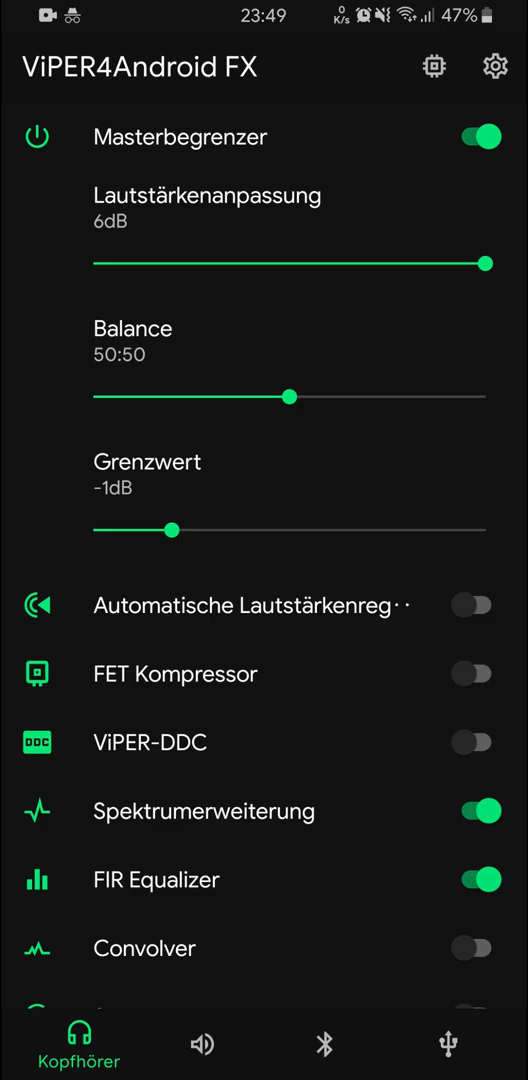 23:49
0 K/s
47%
ViPER4Android FX
Masterbegrenzer
Lautstärkenanpassung
6dB
Balance
50:50
Grenzwert
-1dB
Automatische Lautstärkenreg··
FET Kompressor
DDC
ViPER-DDC
Spektrumerweiterung
FIR Equalizer
Convolver
Kopfhörer